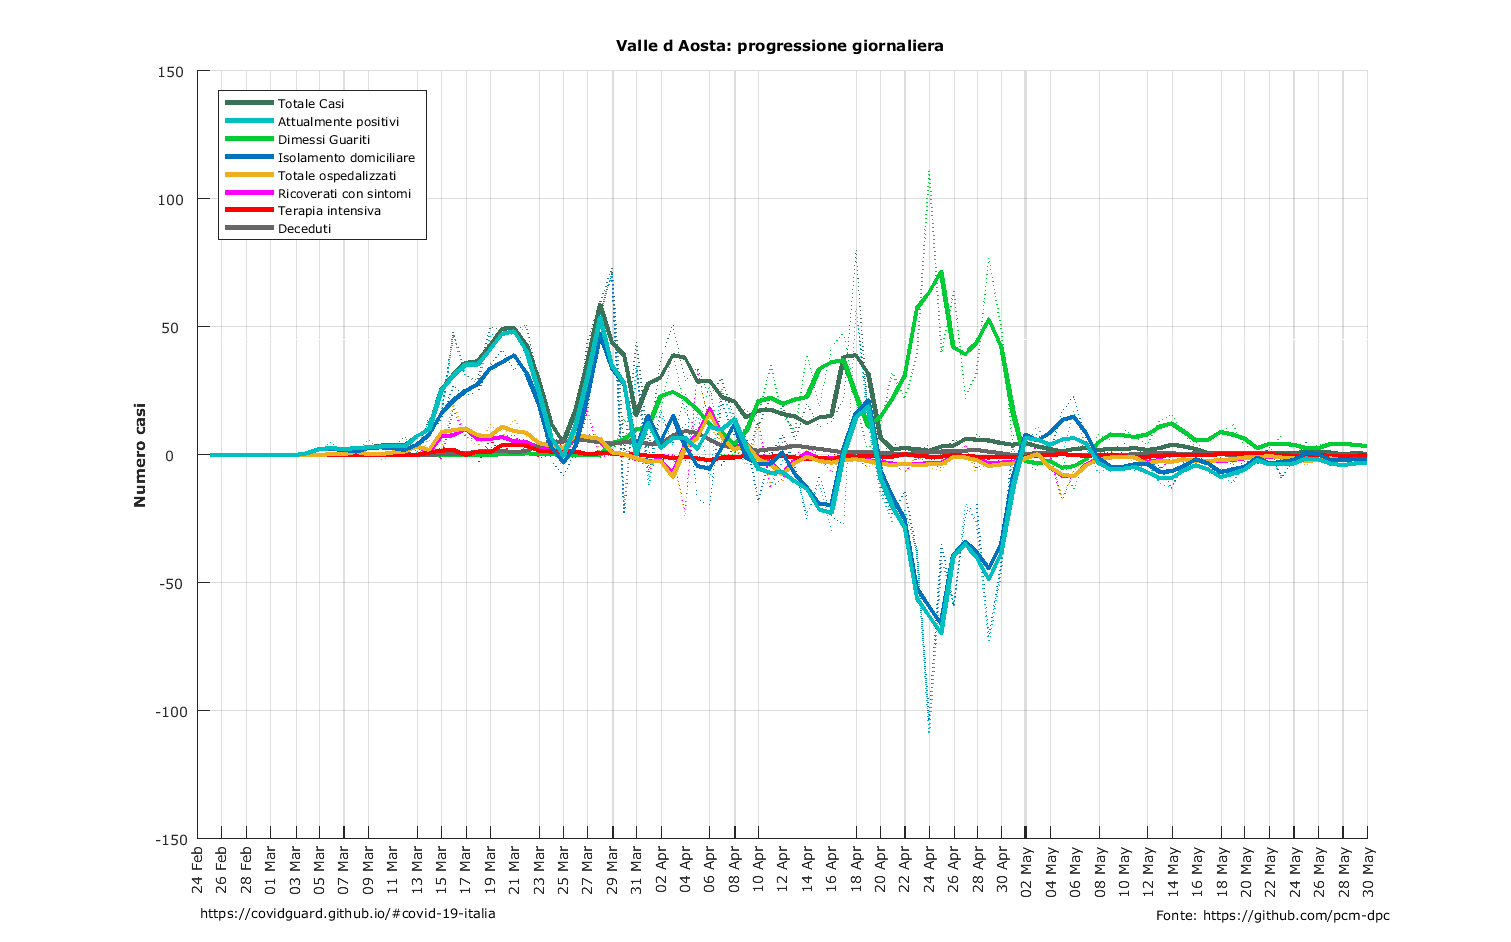 Valle d Aosta: progressione giornaliera
Numero casi
150
100
50
0
-50
-100
-150
Totale Casi
Attualmente positivi
Dimessi Guariti
Isolamento domiciliare
Totale ospedalizzati
Ricoverati con sintomi
Terapia intensiva
Deceduti
24 Feb
26 Feb
28 Feb
01 Mar
03 Mar
05 Mar
07 Mar
09 Mar
11 Mar
13 Mar
15 Mar
17 Mar
19 Mar
21 Mar
23 Mar
25 Mar
27 Mar
29 Mar
31 Mar
02 Apr
04 Apr
06 Apr
08 Apr
10 Apr
12 Apr
14 Apr
16 Apr
18 Apr
20 Apr
22 Apr
24 Apr
26 Apr
28 Apr
30 Apr
02 May
04 May
06 May
08 May
10 May
12 May
14 May
16 May
18 May
20 May
22 May
24 May
26 May
28 May
30 May
https://covidguard.github.io/#covid-19-italia
Fonte: https://github.com/pcm-dpc